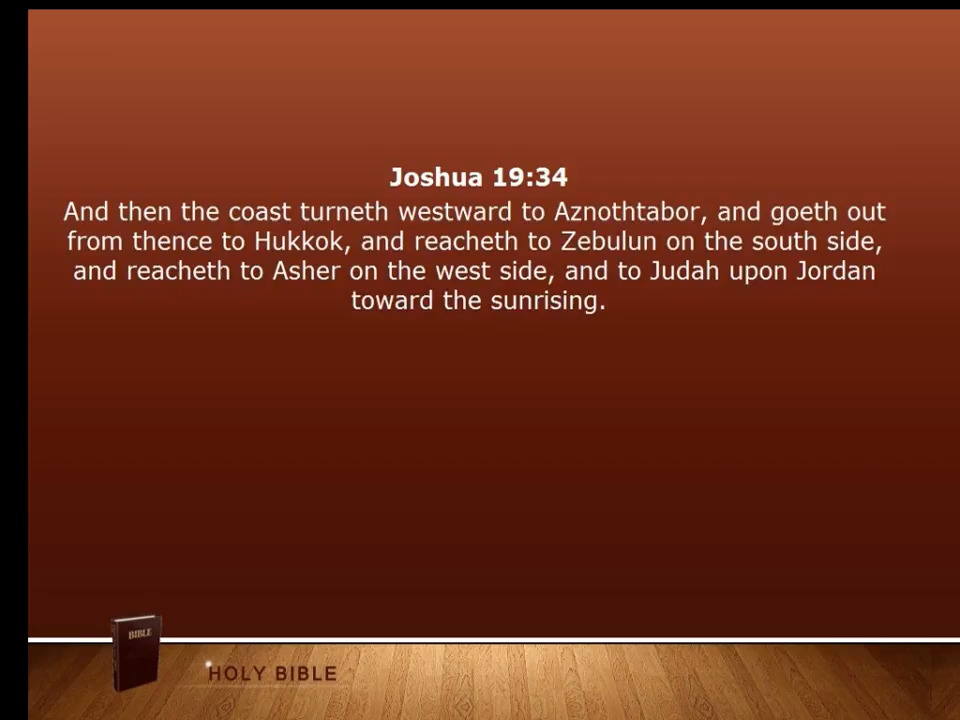 Joshua 19:34
And then the coast turneth westward to Aznothtabor, and goeth out
from thence to Hukkok, and reacheth to Zebulun on the south side,
and reacheth to Asher on the west side, and to Judah upon Jordan
toward the sunrising.
BIBLE
HOLY BIBLE